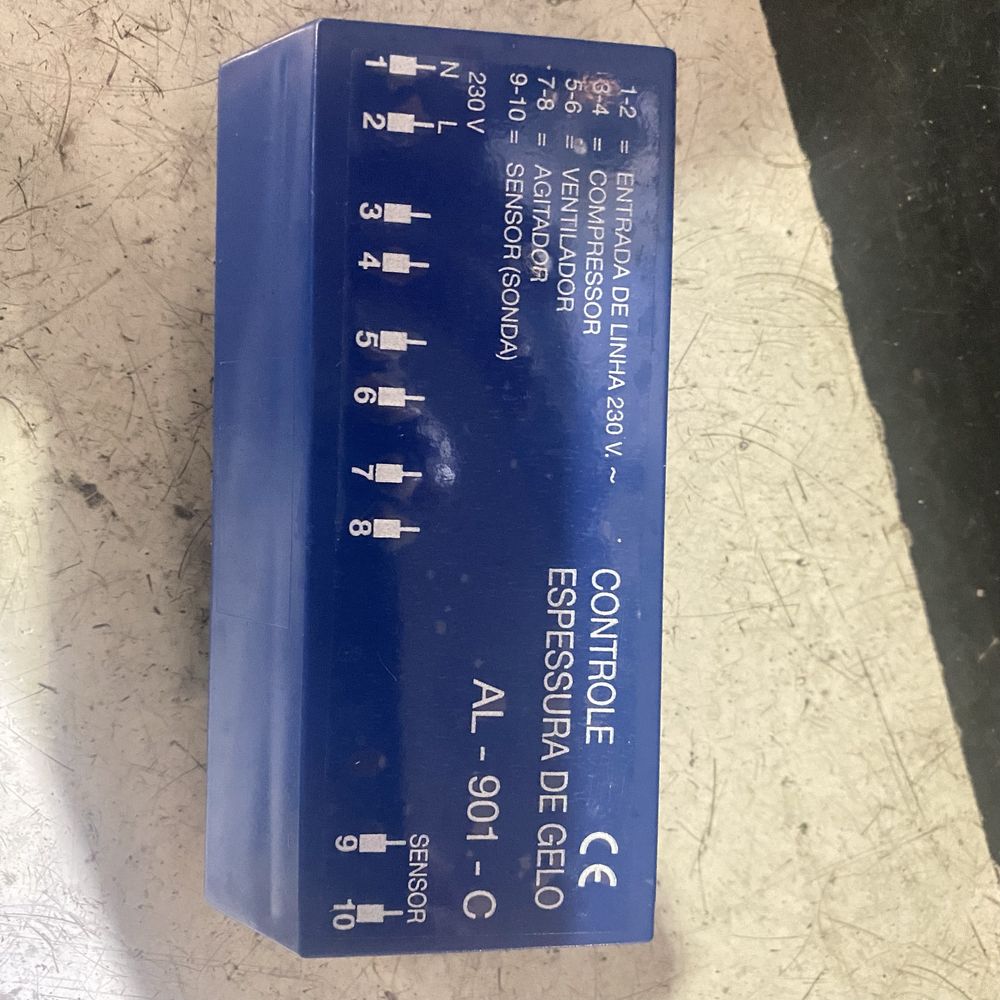 1-2 = ENTRADA DE LINHA 230 V. ~
3-4 = COMPRESSOR
5-6 = VENTILADOR
7-8 = AGITADOR
9-10 = SENSOR (SONDA)
CONTROLE
ESPESSURA DE GELO
CE
AL - 901 - C
230 V
N L
SENSOR
1 2 3 4 5 6 7 8 9 10